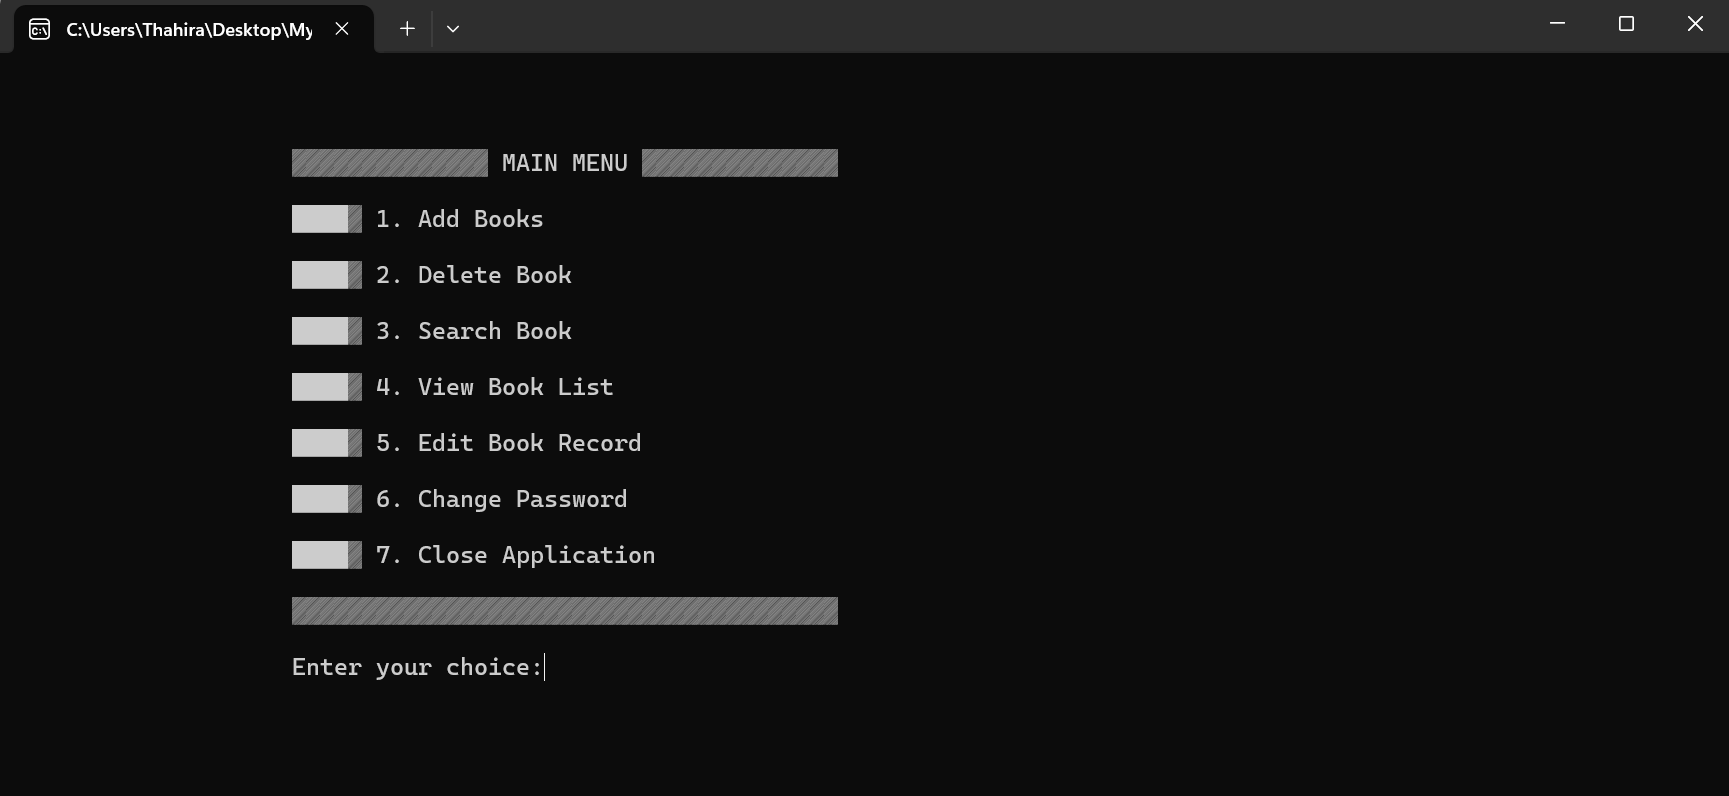 C:\Users\Thahira\Desktop\My
MAIN MENU
1. Add Books
2. Delete Book
3. Search Book
4. View Book List
5. Edit Book Record
6. Change Password
7. Close Application
Enter your choice: